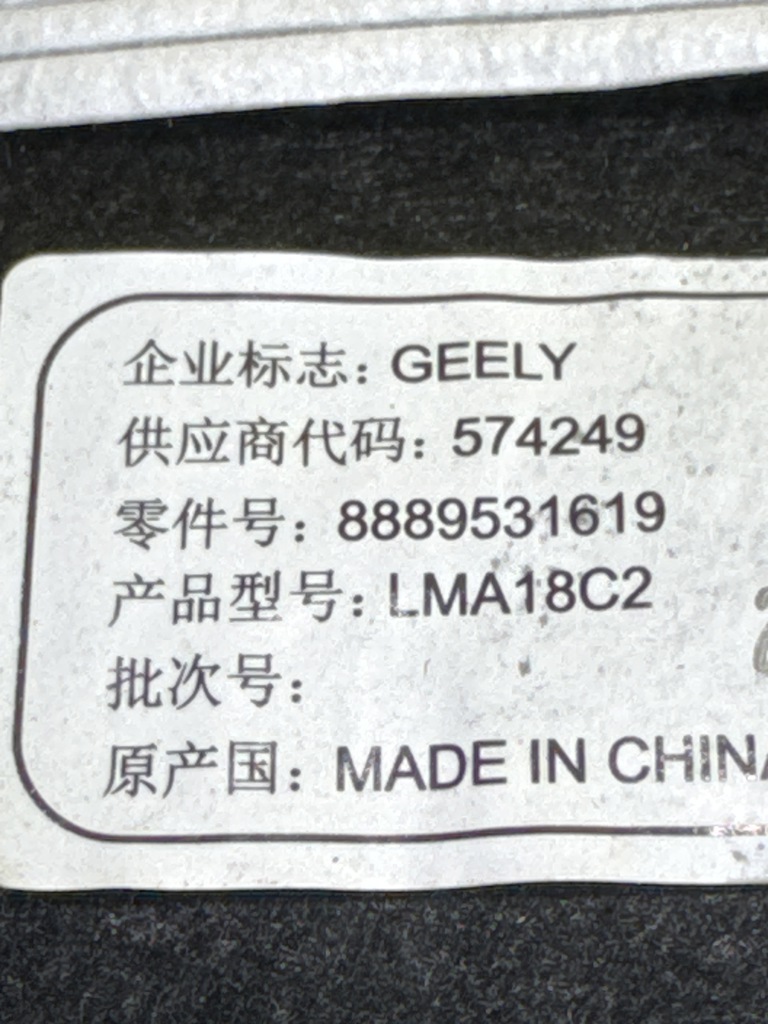 企业标志：GEELY
供应商代码：574249
零件号：8889531619
产品型号：LMA18C2
批次号：
原产国：MADE IN CHINA